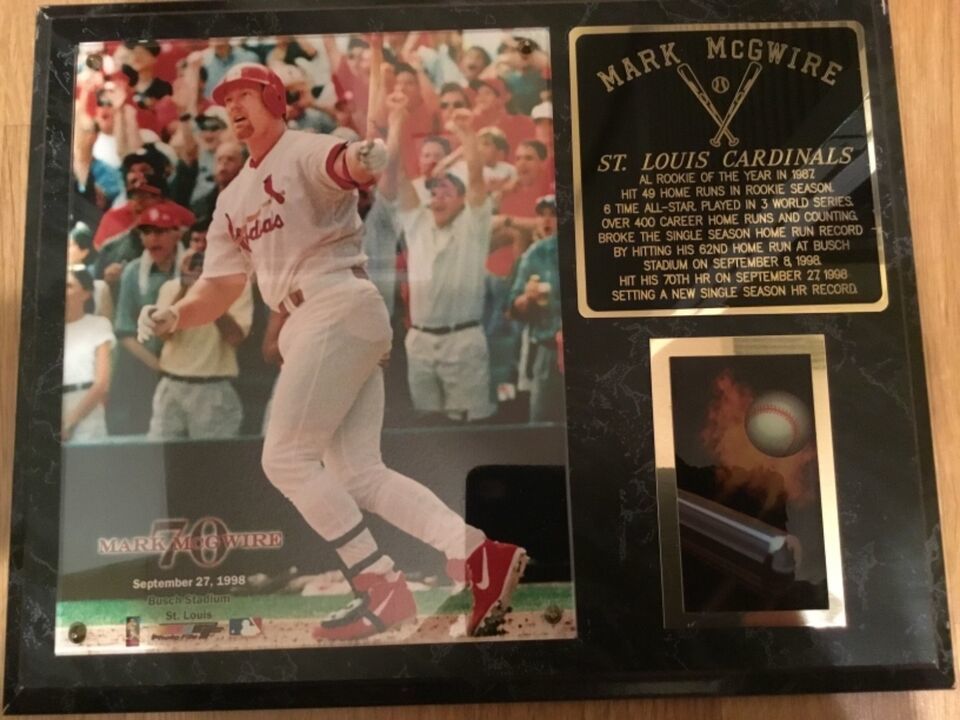 MARK McGWIRE
ST. LOUIS CARDINALS
AL ROOKIE OF THE YEAR IN 1987.
HIT 49 HOME RUNS IN ROOKIE SEASON.
6 TIME ALL-STAR. PLAYED IN 3 WORLD SERIES.
OVER 400 CAREER HOME RUNS AND COUNTING.
BROKE THE SINGLE SEASON HOME RUN RECORD
BY HITTING HIS 62ND HOME RUN AT BUSCH
STADIUM ON SEPTEMBER 8, 1998.
HIT HIS 70TH HR ON SEPTEMBER 27, 1998
SETTING A NEW SINGLE SEASON HR RECORD.
70
MARK McGWIRE
September 27, 1998
Busch Stadium
St. Louis
Photo File